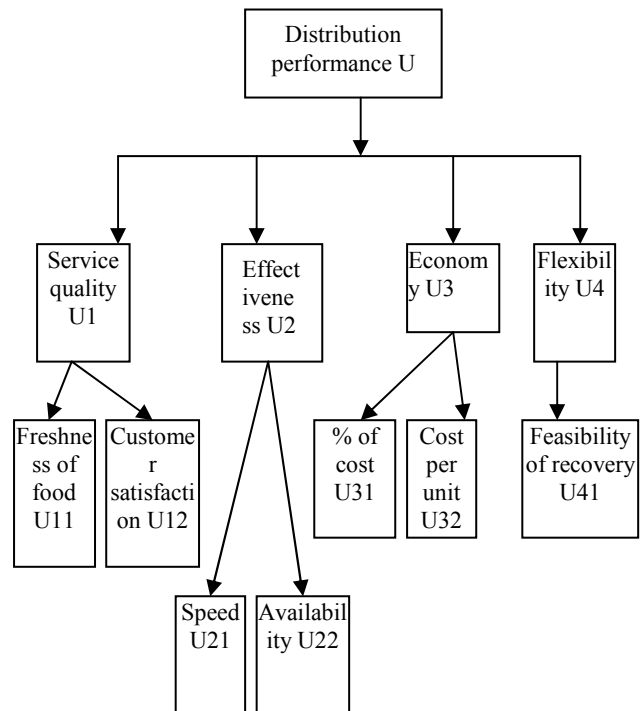 Distribution
performance U
Service
quality
U1
Effect
ivene
ss U2
Econom
y U3
Flexibil
ity U4
Freshne
ss of
food
U11
Custome
r
satisfacti
on U12
% of
cost
U31
Cost
per
unit
U32
Feasibility
of recovery
U41
Speed
U21
Availabil
ity U22